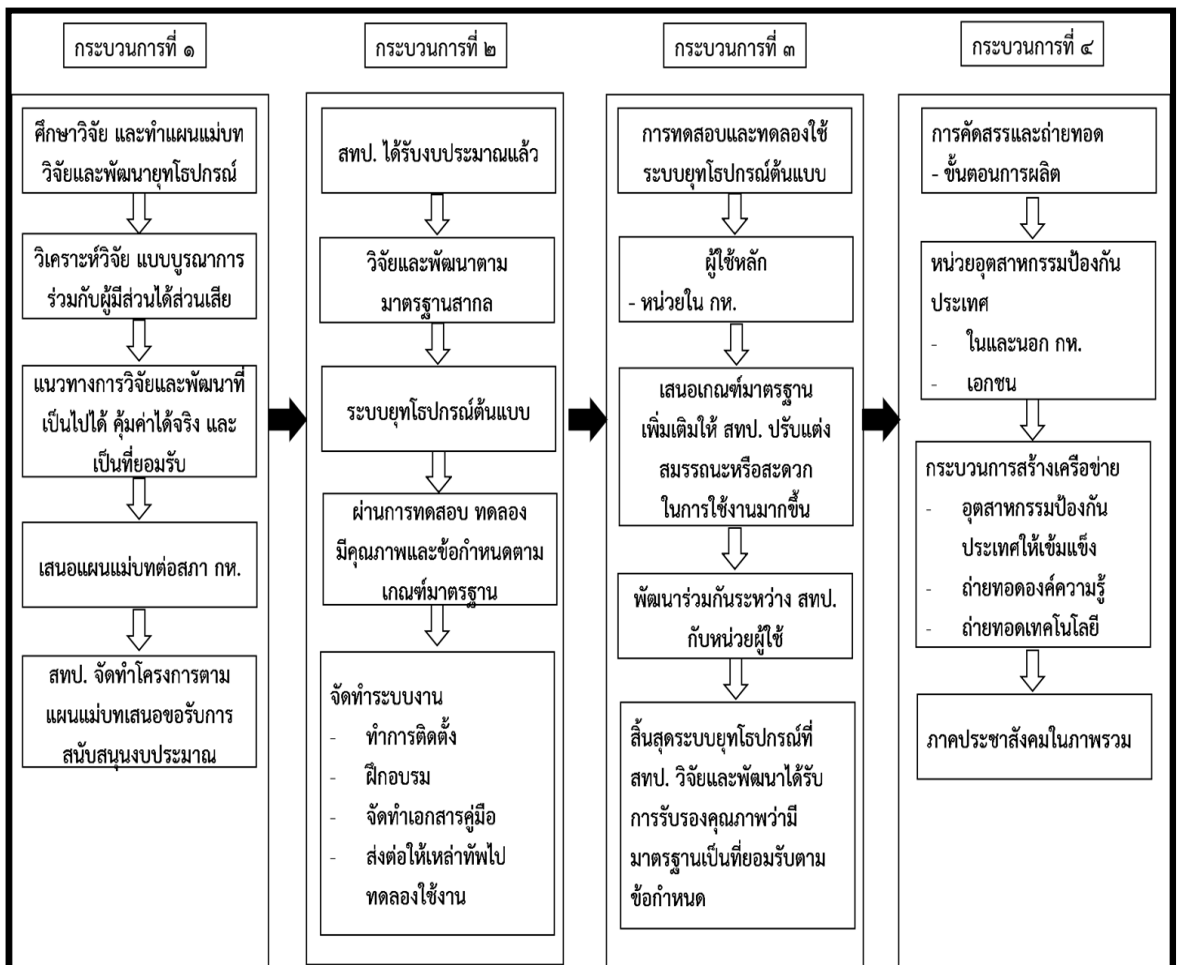 กระบวนการที่ ๑
ศึกษาวิจัย และทำแผนแม่บท
วิจัยและพัฒนายุทโธปกรณ์
วิเคราะห์วิจัย แบบบูรณาการ
ร่วมกับผู้มีส่วนได้ส่วนเสีย
แนวทางการวิจัยและพัฒนาที่
เป็นไปได้ คุ้มค่าได้จริง และ
เป็นที่ยอมรับ
เสนอแผนแม่บทต่อสภา กห.
สทป. จัดทำโครงการตาม
แผนแม่บทเสนอขอรับการ
สนับสนุนงบประมาณ
กระบวนการที่ ๒
สทป. ได้รับงบประมาณแล้ว
วิจัยและพัฒนาตาม
มาตรฐานสากล
ระบบยุทโธปกรณ์ต้นแบบ
ผ่านการทดสอบ ทดลอง
มีคุณภาพและข้อกำหนดตาม
เกณฑ์มาตรฐาน
จัดทำระบบงาน
- ทำการติดตั้ง
- ฝึกอบรม
- จัดทำเอกสารคู่มือ
- ส่งต่อให้เหล่าทัพไป
ทดลองใช้งาน
กระบวนการที่ ๓
การทดสอบและทดลองใช้
ระบบยุทโธปกรณ์ต้นแบบ
ผู้ใช้หลัก
- หน่วยใน กห.
เสนอเกณฑ์มาตรฐาน
เพิ่มเติมให้ สทป. ปรับแต่ง
สมรรถนะหรือสะดวก
ในการใช้งานมากขึ้น
พัฒนาร่วมกันระหว่าง สทป.
กับหน่วยผู้ใช้
สิ้นสุดระบบยุทโธปกรณ์ที่
สทป. วิจัยและพัฒนาได้รับ
การรับรองคุณภาพว่ามี
มาตรฐานเป็นที่ยอมรับตาม
ข้อกำหนด
กระบวนการที่ ๔
การคัดสรรและถ่ายทอด
- ขั้นตอนการผลิต
หน่วยอุตสาหกรรมป้องกัน
ประเทศ
- ในและนอก กห.
- เอกชน
กระบวนการสร้างเครือข่าย
- อุตสาหกรรมป้องกัน
ประเทศให้เข้มแข็ง
- ถ่ายทอดองค์ความรู้
- ถ่ายทอดเทคโนโลยี
ภาคประชาสังคมในภาพรวม